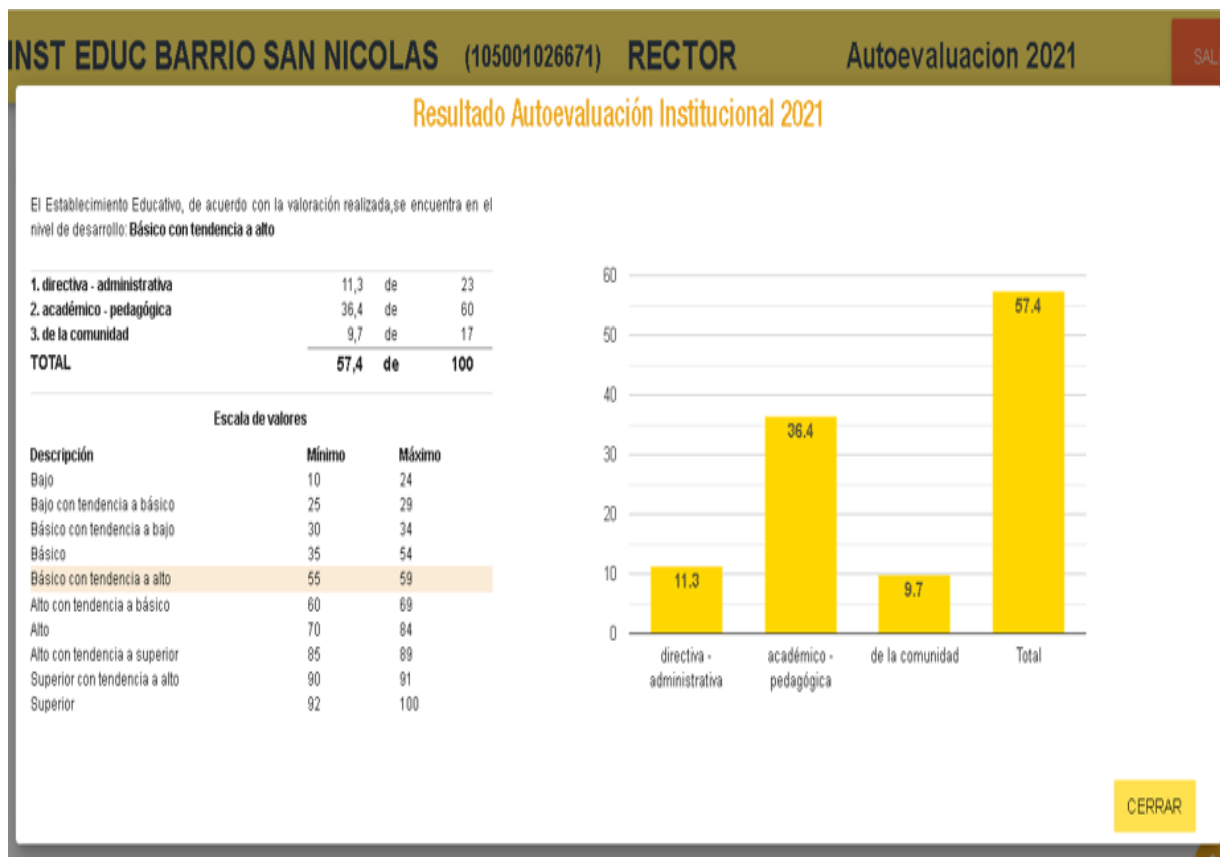 INST EDUC BARRIO SAN NICOLAS (105001026671) RECTOR Autoevaluacion 2021 SAL
Resultado Autoevaluación Institucional 2021
El Establecimiento Educativo, de acuerdo con la valoración realizada,se encuentra en el
nivel de desarrollo: Básico con tendencia a alto
1. directiva - administrativa 11,3 de 23
2. académico - pedagógica 36,4 de 60
3. de la comunidad 9,7 de 17
TOTAL 57,4 de 100
Escala de valores
Descripción Mínimo Máximo
Bajo 10 24
Bajo con tendencia a básico 25 29
Básico con tendencia a bajo 30 34
Básico 35 54
Básico con tendencia a alto 55 59
Alto con tendencia a básico 60 69
Alto 70 84
Alto con tendencia a superior 85 89
Superior con tendencia a alto 90 91
Superior 92 100
60
50
40
30
20
10
0
11.3
36.4
9.7
57.4
directiva -
administrativa
académico -
pedagógica
de la comunidad
Total
CERRAR